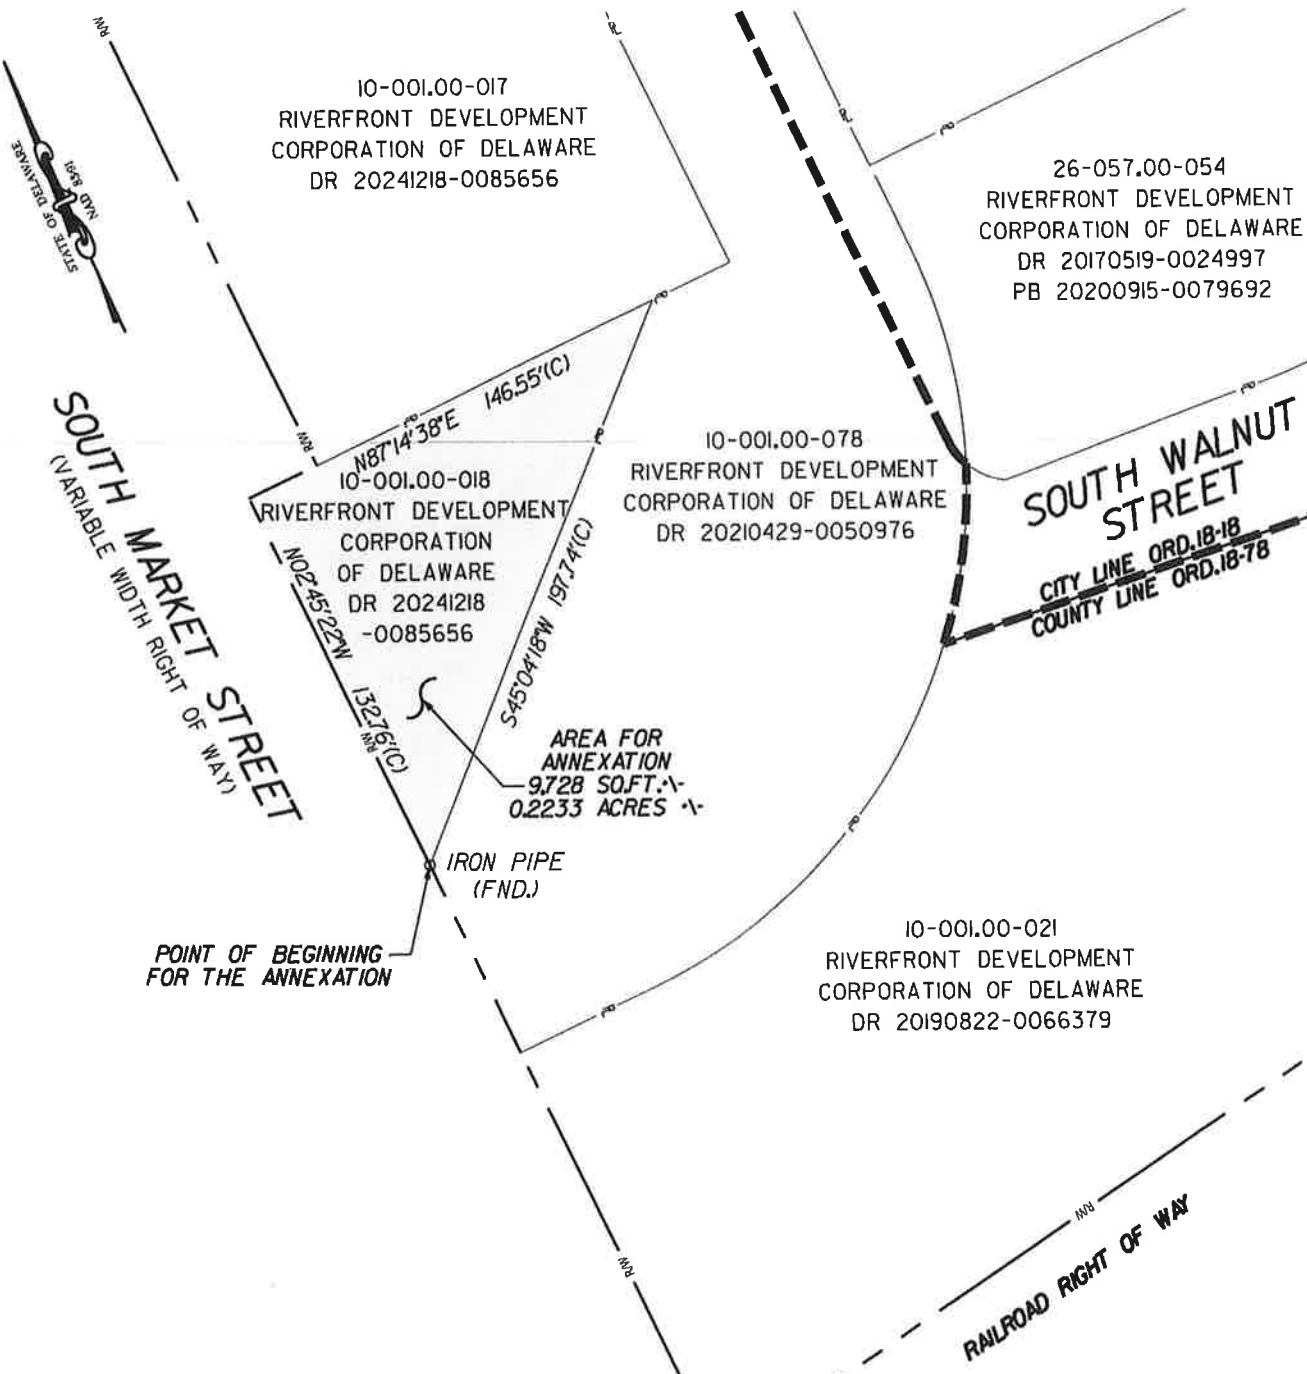 R/W
10-001.00-017
RIVERFRONT DEVELOPMENT
CORPORATION OF DELAWARE
DR 20241218-0085656
STATE OF DELAWARE
NAD 83/91
26-057.00-054
RIVERFRONT DEVELOPMENT
CORPORATION OF DELAWARE
DR 20170519-0024997
PB 20200915-0079692
SOUTH MARKET STREET
(VARIABLE WIDTH RIGHT OF WAY)
R/W
N87°14'38"E 146.55'(C)
10-001.00-018
RIVERFRONT DEVELOPMENT
CORPORATION
OF DELAWARE
DR 20241218
-0085656
N02°45'22"W 132.76'(C)
R/W
S45°04'18"W 197.74'(C)
10-001.00-078
RIVERFRONT DEVELOPMENT
CORPORATION OF DELAWARE
DR 20210429-0050976
SOUTH WALNUT
STREET
CITY LINE ORD.18-18
COUNTY LINE ORD.18-78
AREA FOR
ANNEXATION
9,728 SQ.FT.+/-
0.2233 ACRES +/-
IRON PIPE
(FND.)
POINT OF BEGINNING
FOR THE ANNEXATION
10-001.00-021
RIVERFRONT DEVELOPMENT
CORPORATION OF DELAWARE
DR 20190822-0066379
R/W
R/W
RAILROAD RIGHT OF WAY